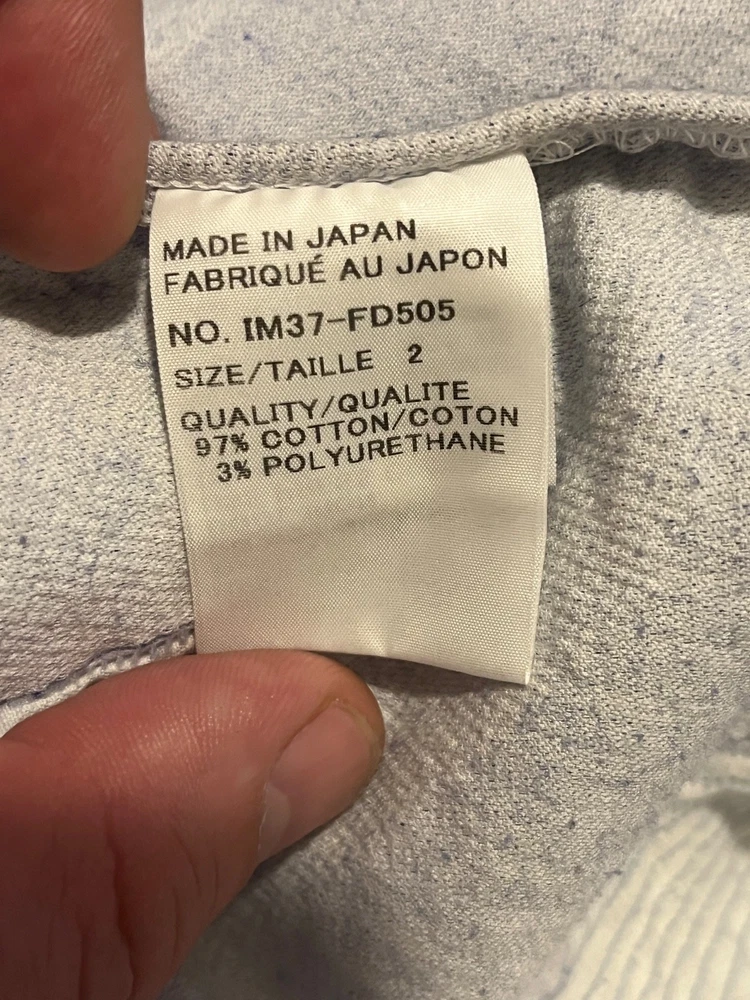 MADE IN JAPAN
FABRIQUÉ AU JAPON
NO. IM37-FD505
SIZE/TAILLE 2
QUALITY/QUALITE
97% COTTON/COTON
3% POLYURETHANE